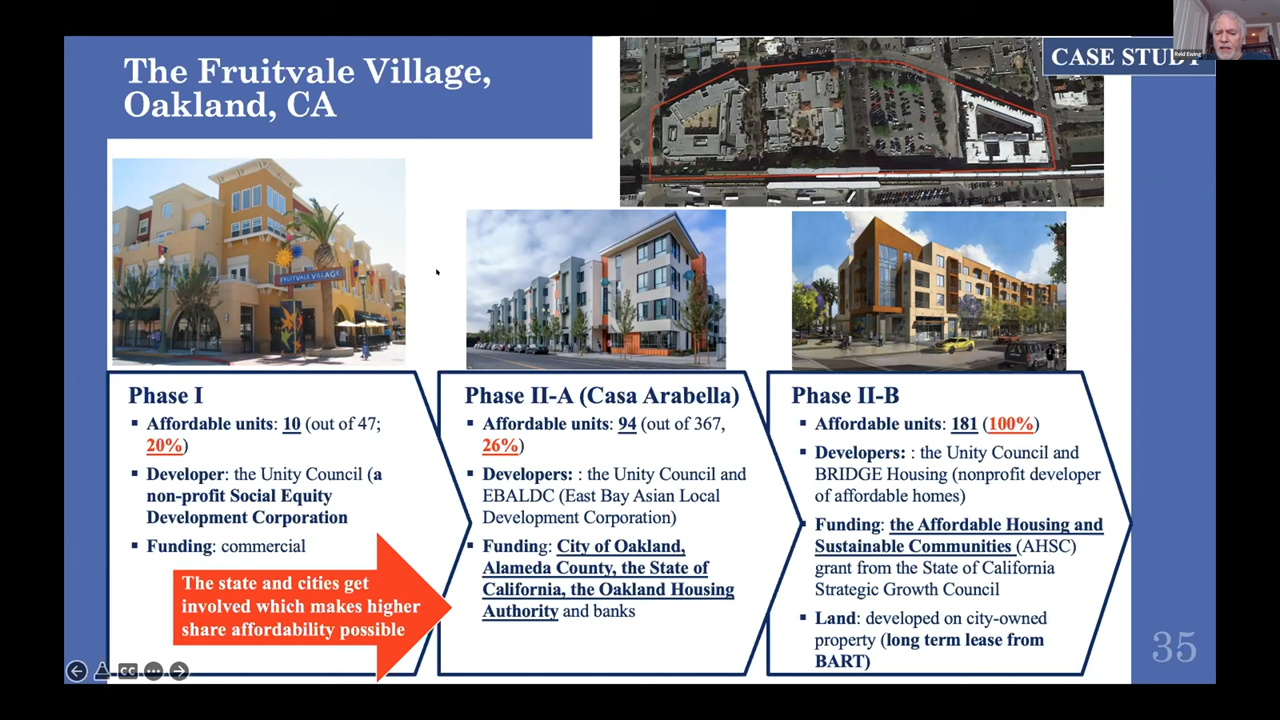 Reid Ewing
The Fruitvale Village,
Oakland, CA
CASE STUDY
FRUITVALE VILLAGE
Phase I
▪ Affordable units: 10 (out of 47;
20%)
▪ Developer: the Unity Council (a
non-profit Social Equity
Development Corporation)
▪ Funding: commercial
The state and cities get
involved which makes higher
share affordability possible
Phase II-A (Casa Arabella)
▪ Affordable units: 94 (out of 367,
26%)
▪ Developers: : the Unity Council and
EBALDC (East Bay Asian Local
Development Corporation)
▪ Funding: City of Oakland,
Alameda County, the State of
California, the Oakland Housing
Authority and banks
Phase II-B
▪ Affordable units: 181 (100%)
▪ Developers: : the Unity Council and
BRIDGE Housing (nonprofit developer
of affordable homes)
▪ Funding: the Affordable Housing and
Sustainable Communities (AHSC)
grant from the State of California
Strategic Growth Council
▪ Land: developed on city-owned
property (long term lease from
BART)
CC
35